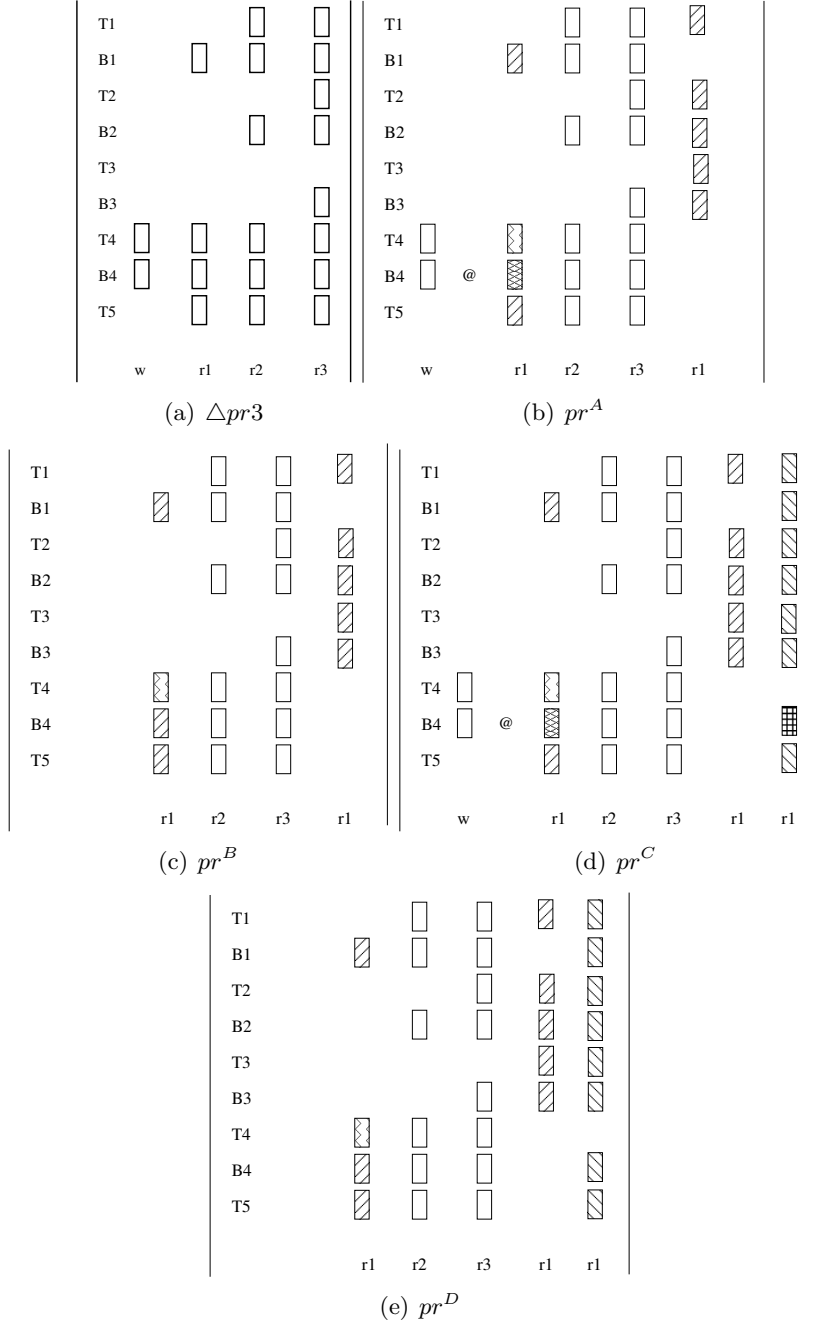 T1
B1
T2
B2
T3
B3
T4
B4
T5
w r1 r2 r3
(a) △pr3
T1
B1
T2
B2
T3
B3
T4
B4 @
T5
w r1 r2 r3 r1
(b) pr^A
T1
B1
T2
B2
T3
B3
T4
B4
T5
r1 r2 r3 r1
(c) pr^B
T1
B1
T2
B2
T3
B3
T4
B4 @
T5
w r1 r2 r3 r1 r1
(d) pr^C
T1
B1
T2
B2
T3
B3
T4
B4
T5
r1 r2 r3 r1 r1
(e) pr^D